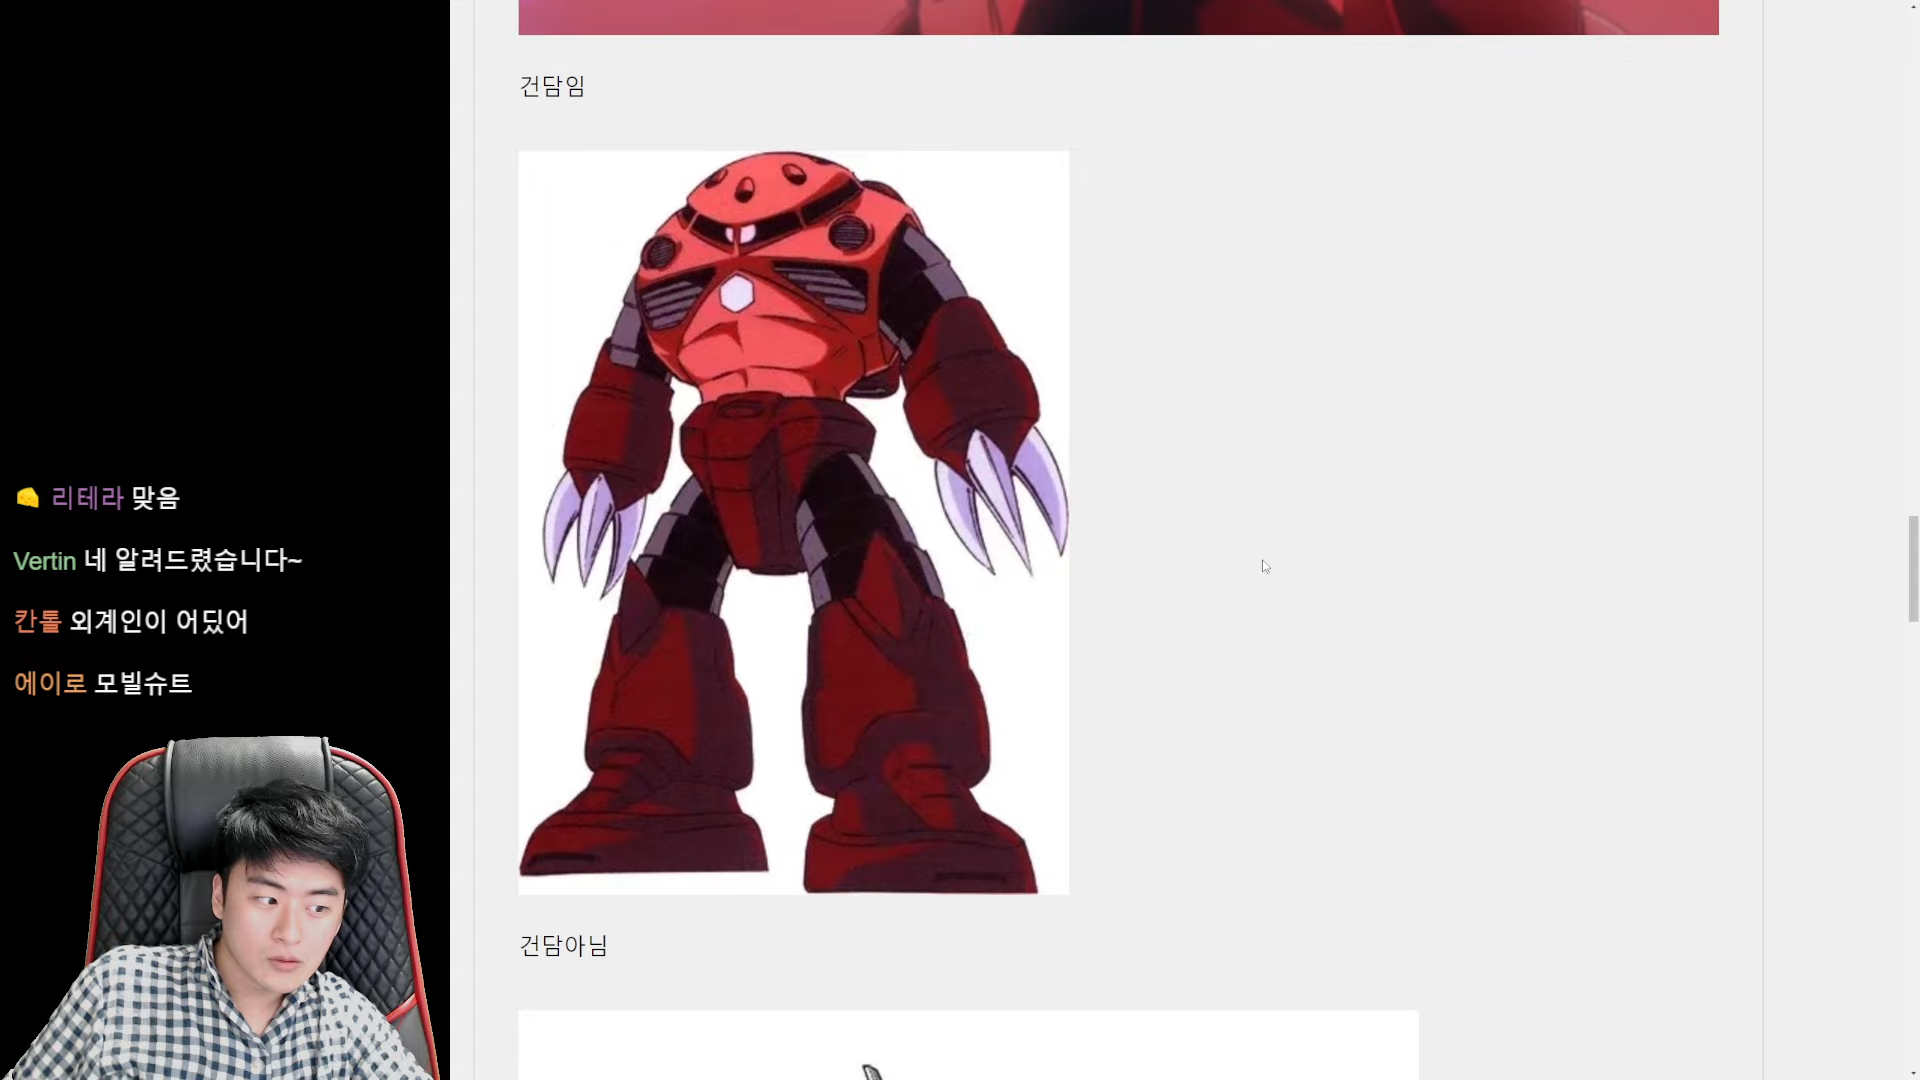 건담임
리테라 맞음
Vertin 네 알려드렸습니다~
칸톨 외계인이 어딨어
에이로 모빌슈트
건담아님